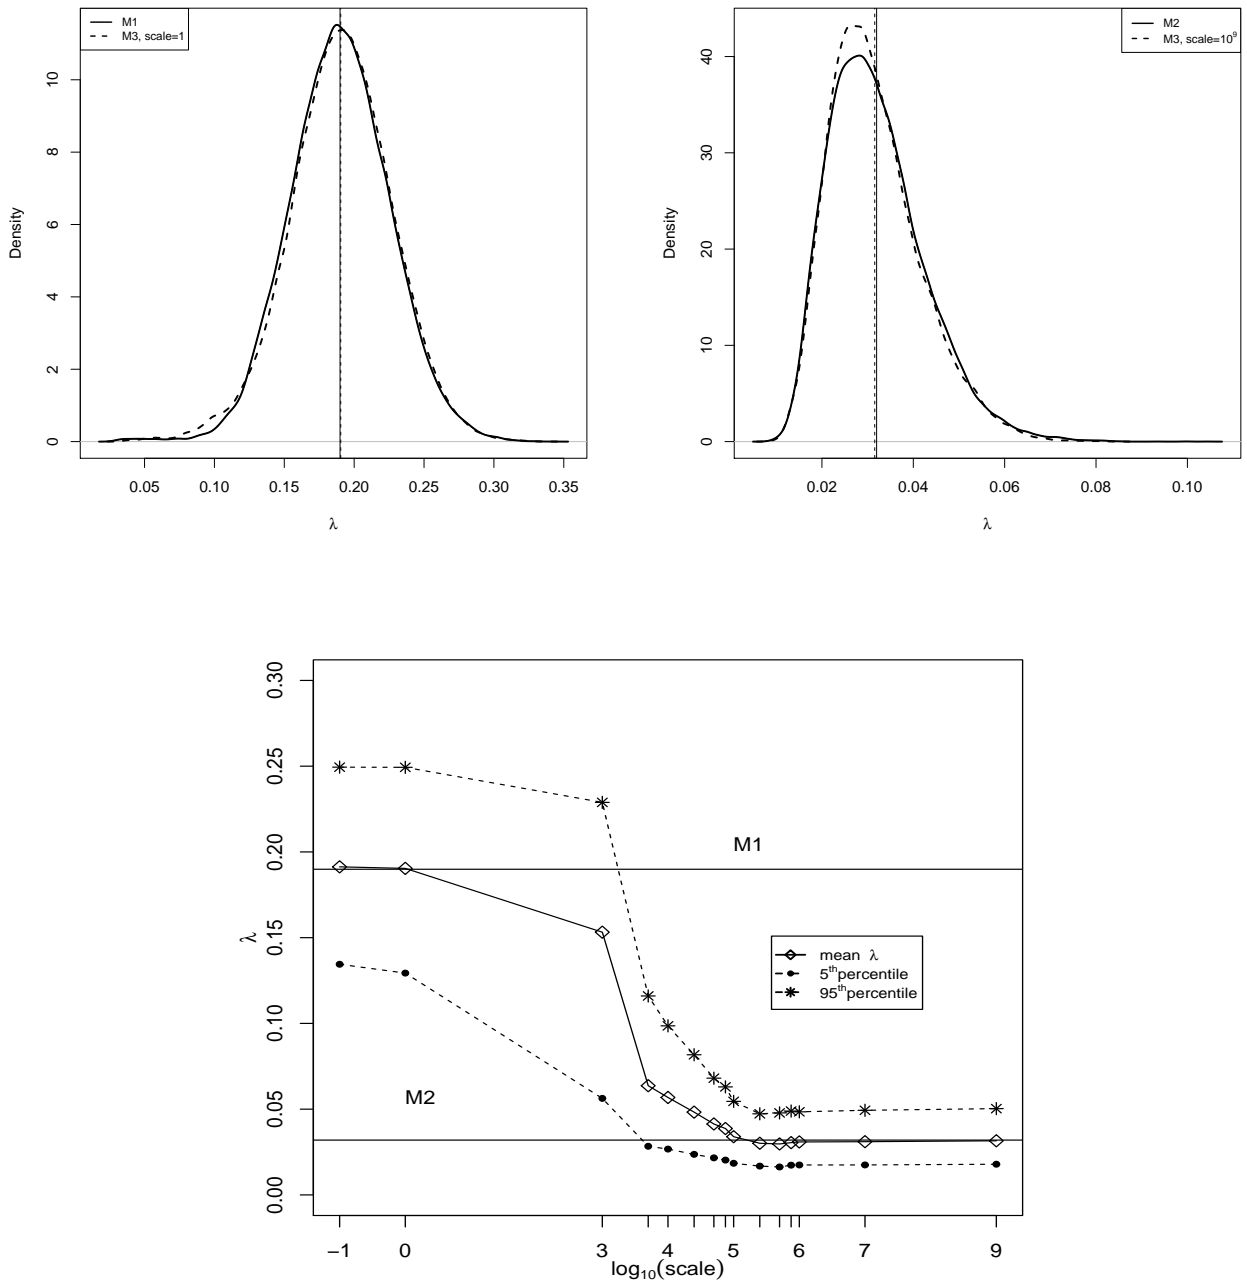 M1
M3, scale=1
Density
0 2 4 6 8 10
0.05 0.10 0.15 0.20 0.25 0.30 0.35
λ
M2
M3, scale=10⁹
Density
0 10 20 30 40
0.02 0.04 0.06 0.08 0.10
λ
0.00 0.05 0.10 0.15 0.20 0.25 0.30
λ
M1
mean λ
5ᵗʰpercentile
95ᵗʰpercentile
M2
−1 0 3 4 5 6 7 9
log₁₀(scale)